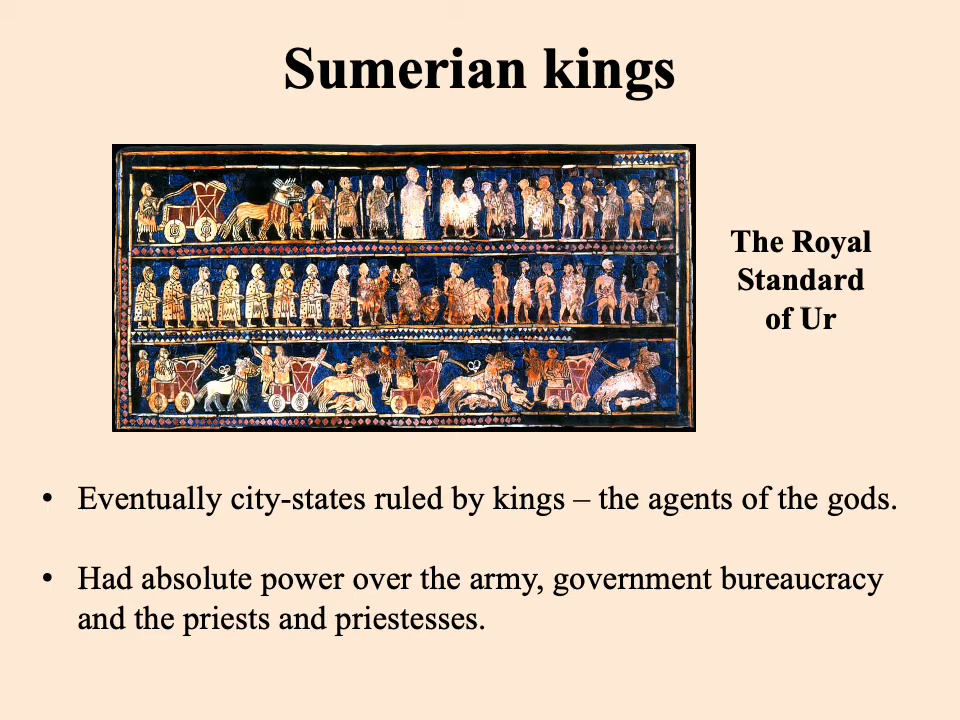 Sumerian kings
The Royal
Standard
of Ur
• Eventually city-states ruled by kings – the agents of the gods.
• Had absolute power over the army, government bureaucracy
and the priests and priestesses.